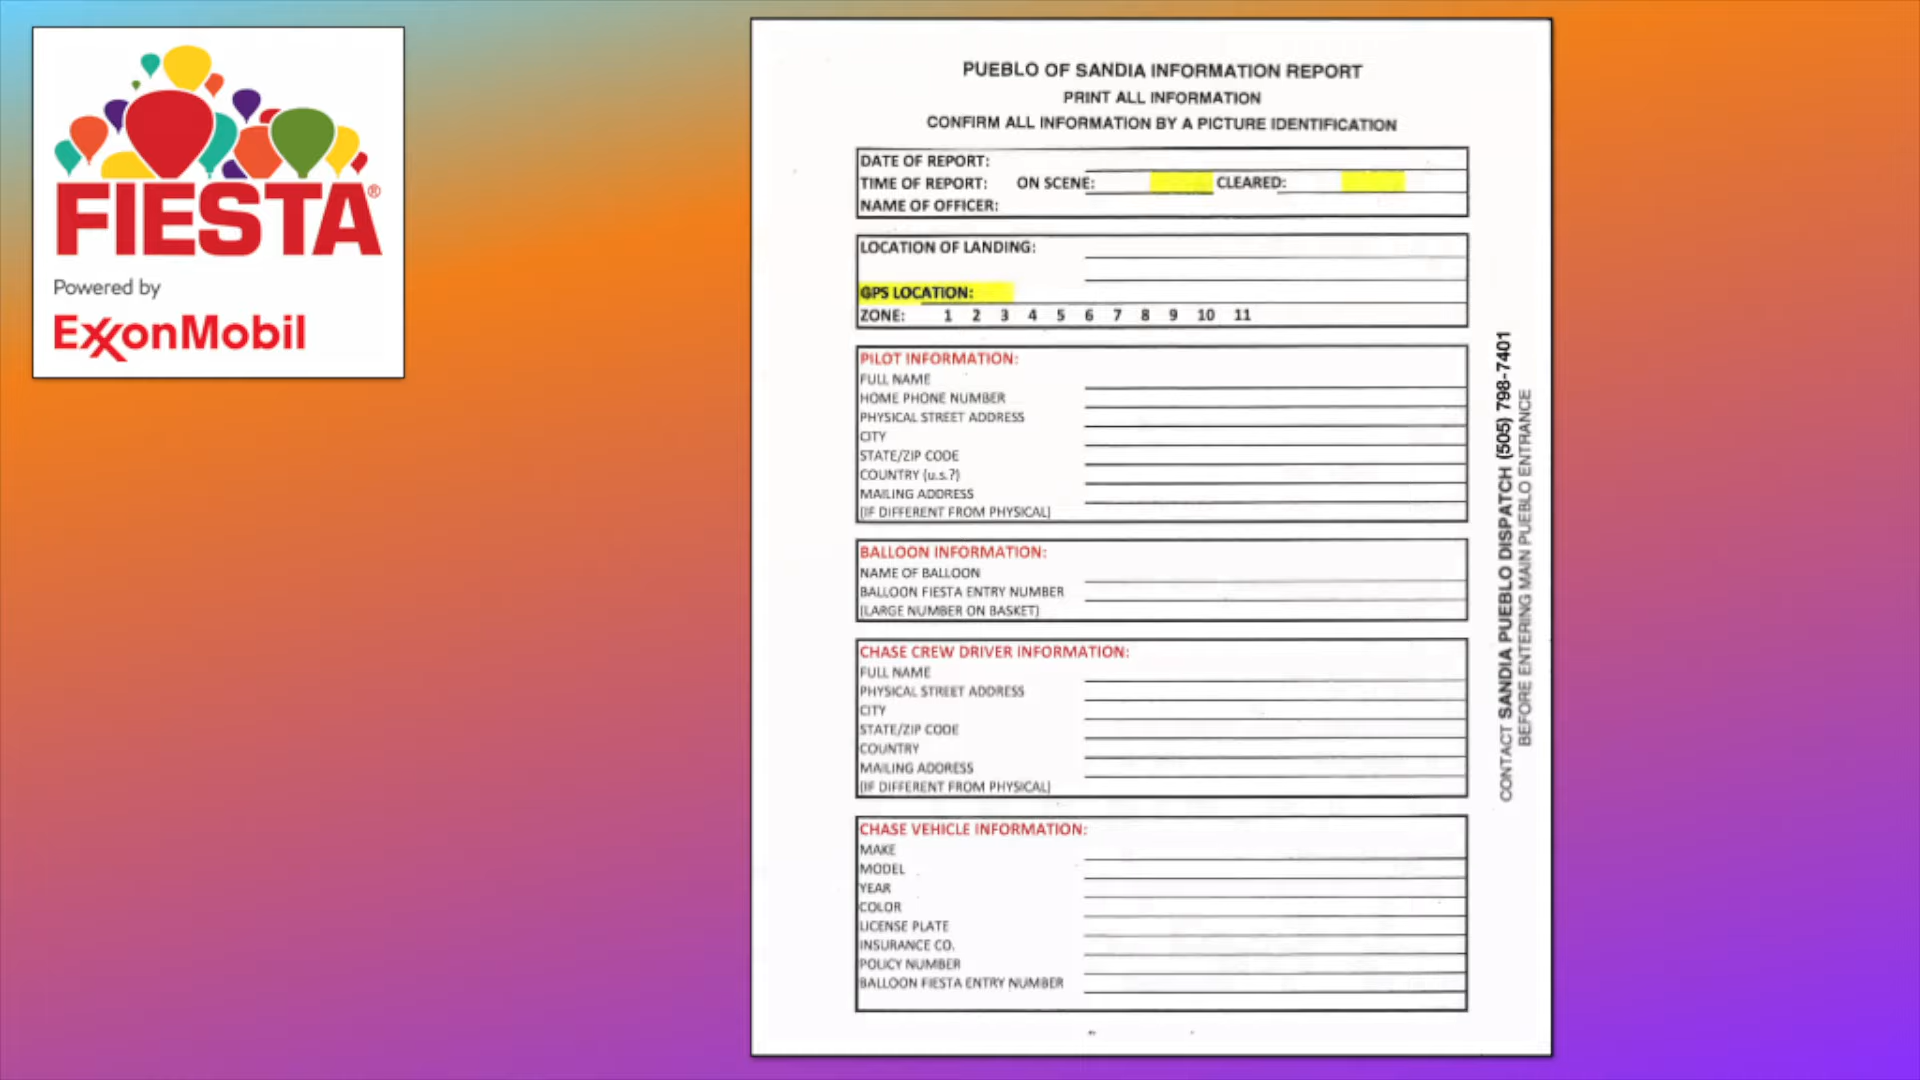 FIESTA®
Powered by
ExxonMobil
PUEBLO OF SANDIA INFORMATION REPORT
PRINT ALL INFORMATION
CONFIRM ALL INFORMATION BY A PICTURE IDENTIFICATION
DATE OF REPORT:
TIME OF REPORT: ON SCENE: CLEARED:
NAME OF OFFICER:
LOCATION OF LANDING:
GPS LOCATION:
ZONE: 1 2 3 4 5 6 7 8 9 10 11
PILOT INFORMATION:
FULL NAME
HOME PHONE NUMBER
PHYSICAL STREET ADDRESS
CITY
STATE/ZIP CODE
COUNTRY (u.s.?)
MAILING ADDRESS
(IF DIFFERENT FROM PHYSICAL)
BALLOON INFORMATION:
NAME OF BALLOON
BALLOON FIESTA ENTRY NUMBER
(LARGE NUMBER ON BASKET)
CHASE CREW DRIVER INFORMATION:
FULL NAME
PHYSICAL STREET ADDRESS
CITY
STATE/ZIP CODE
COUNTRY
MAILING ADDRESS
(IF DIFFERENT FROM PHYSICAL)
CHASE VEHICLE INFORMATION:
MAKE
MODEL
YEAR
COLOR
LICENSE PLATE
INSURANCE CO.
POLICY NUMBER
BALLOON FIESTA ENTRY NUMBER
CONTACT SANDIA PUEBLO DISPATCH (505) 798-7401
BEFORE ENTERING MAIN PUEBLO ENTRANCE